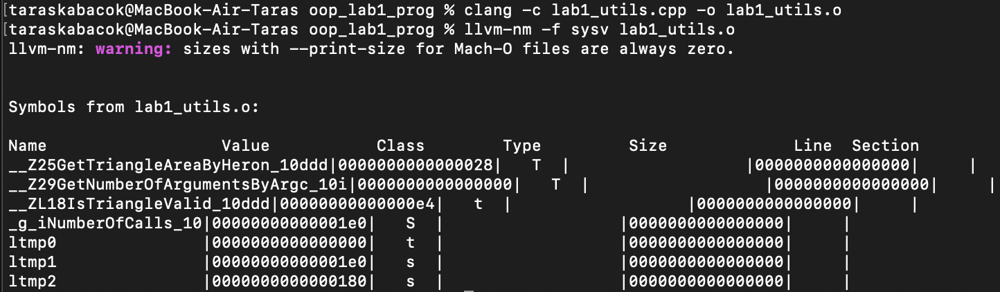 [taraskabacok@MacBook-Air-Taras oop_lab1_prog % clang -c lab1_utils.cpp -o lab1_utils.o
[taraskabacok@MacBook-Air-Taras oop_lab1_prog % llvm-nm -f sysv lab1_utils.o
llvm-nm: warning: sizes with --print-size for Mach-O files are always zero.
Symbols from lab1_utils.o:
Name Value Class Type Size Line Section
__Z25GetTriangleAreaByHeron_10ddd|0000000000000028| T | |0000000000000000| |
__Z29GetNumberOfArgumentsByArgc_10i|0000000000000000| T | |0000000000000000| |
__ZL18IsTriangleValid_10ddd|00000000000000e4| t | |0000000000000000| |
_g_iNumberOfCalls_10|00000000000001e0| S | |0000000000000000| |
ltmp0 |0000000000000000| t | |0000000000000000| |
ltmp1 |00000000000001e0| s | |0000000000000000| |
ltmp2 |0000000000000180| s | |0000000000000000| |